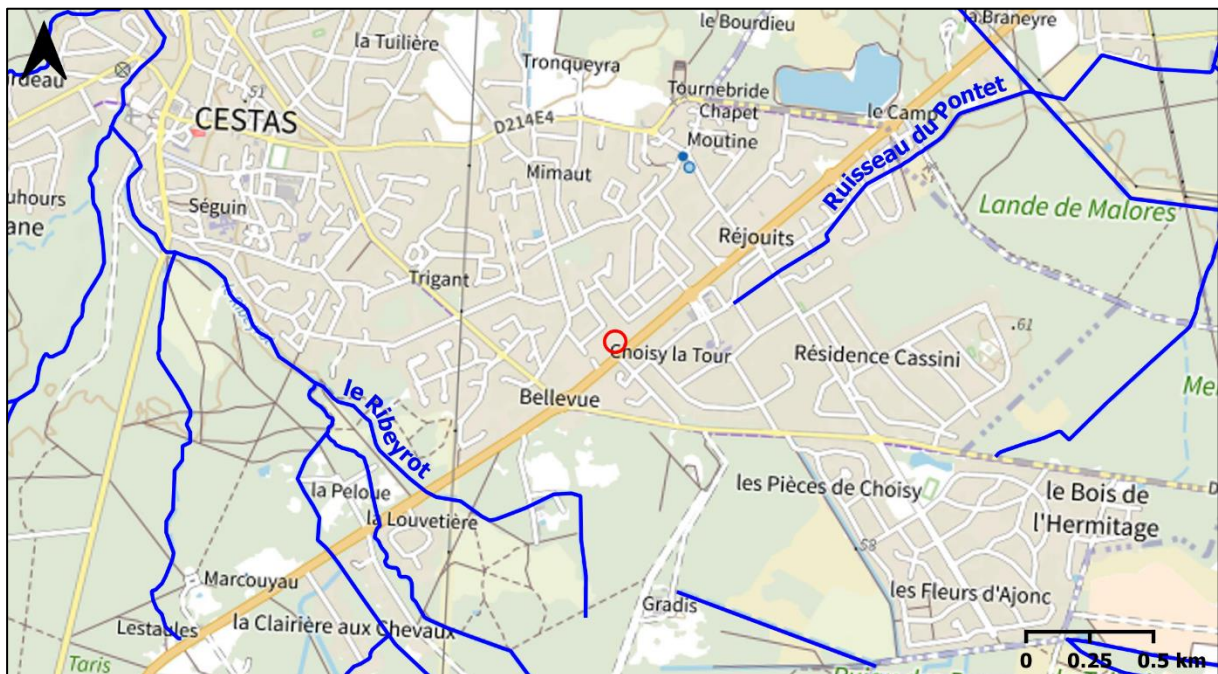 le Bourdieu
la Braneyre
la Tuilière
Tronqueyra
rdeau
Tournebride
51
Chapet
le Camp
CESTAS
D214E4
Moutine
Ruisseau du Pontet
Mimaut
uhours
Séguin
Lande de Malores
ane
Réjouits
Trigant
61
Choisy la Tour
Résidence Cassini
Bellevue
Me
le Ribeyrot
la Peloue
les Pièces de Choisy
D
le Bois de
l'Hermitage
la Louvetière
58
Marcouyau
les Fleurs d'Ajonc
Gradis
Lestaules
la Clairière aux Chevaux
Taris
0 0.25 0.5 km